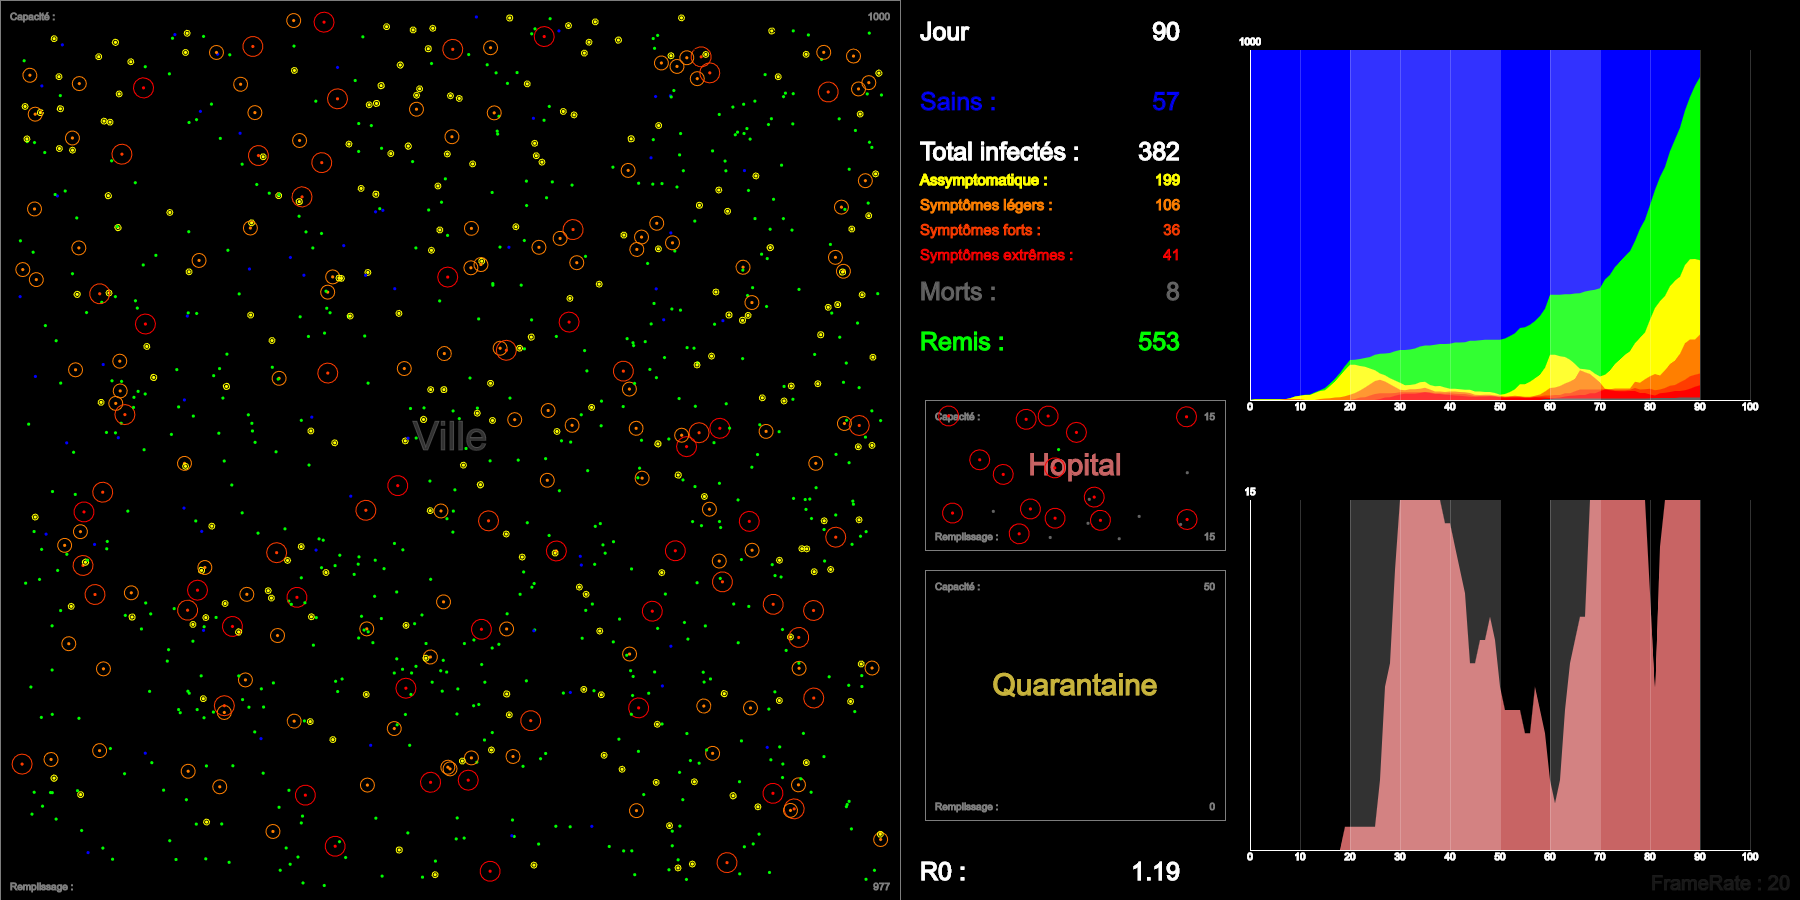 Capacité : 1000
Ville
Remplissage : 977
Jour 90
Sains : 57
Total infectés : 382
Assymptomatique : 199
Symptômes légers : 106
Symptômes forts : 36
Symptômes extrêmes : 41
Morts : 8
Remis : 553
Capacité : 15
Hopital
Remplissage : 15
Capacité : 50
Quarantaine
Remplissage : 0
R0 : 1.19
1000
0 10 20 30 40 50 60 70 80 90 100
15
0 10 20 30 40 50 60 70 80 90 100
FrameRate : 20